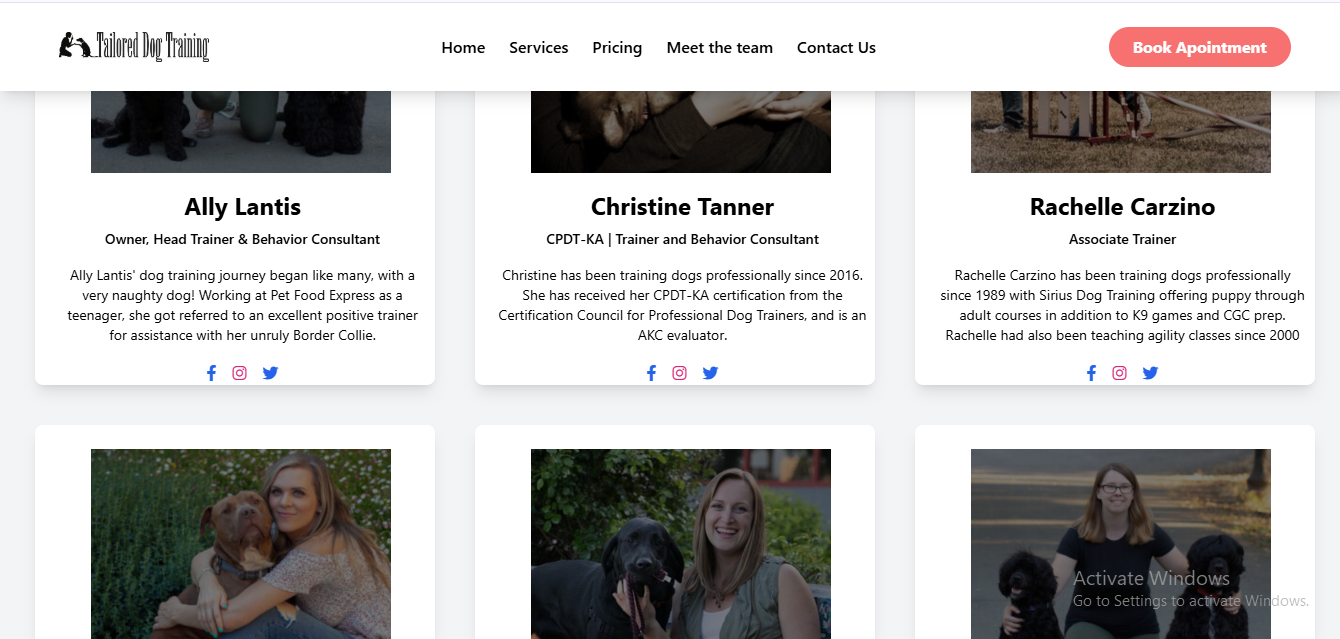 Tailored Dog Training
Home Services Pricing Meet the team Contact Us
Book Apointment
Ally Lantis
Owner, Head Trainer & Behavior Consultant
Ally Lantis' dog training journey began like many, with a
very naughty dog! Working at Pet Food Express as a
teenager, she got referred to an excellent positive trainer
for assistance with her unruly Border Collie.
Christine Tanner
CPDT-KA | Trainer and Behavior Consultant
Christine has been training dogs professionally since 2016.
She has received her CPDT-KA certification from the
Certification Council for Professional Dog Trainers, and is an
AKC evaluator.
Rachelle Carzino
Associate Trainer
Rachelle Carzino has been training dogs professionally
since 1989 with Sirius Dog Training offering puppy through
adult courses in addition to K9 games and CGC prep.
Rachelle had also been teaching agility classes since 2000
Activate Windows
Go to Settings to activate Windows.